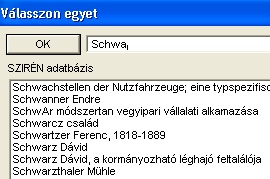 Válasszon egyet
OK
Schwa
SZIRÉN adatbázis
Schwachstellen der Nutzfahrzeuge; eine
Schwanner Endre
SchwAr módszertan vegyipari vállalati alkamazása
Schwarcz család
Schwartzer Ferenc, 1818-1889
Schwarz Dávid
Schwarz Dávid, a kormányozható léghajó feltalálója
Schwarzthaler Mühle